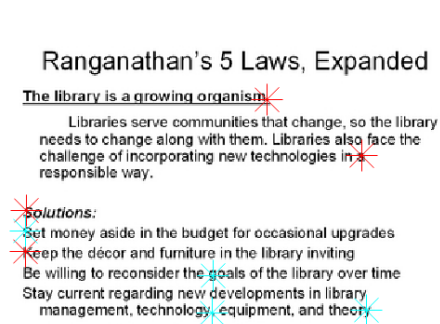 Ranganathan's 5 Laws, Expanded
The library is a growing organism.
Libraries serve communities that change, so the library
needs to change along with them. Libraries also face the
challenge of incorporating new technologies in a
responsible way.
Solutions:
Set money aside in the budget for occasional upgrades
Keep the décor and furniture in the library inviting
Be willing to reconsider the goals of the library over time
Stay current regarding new developments in library
management, technology, equipment, and theory